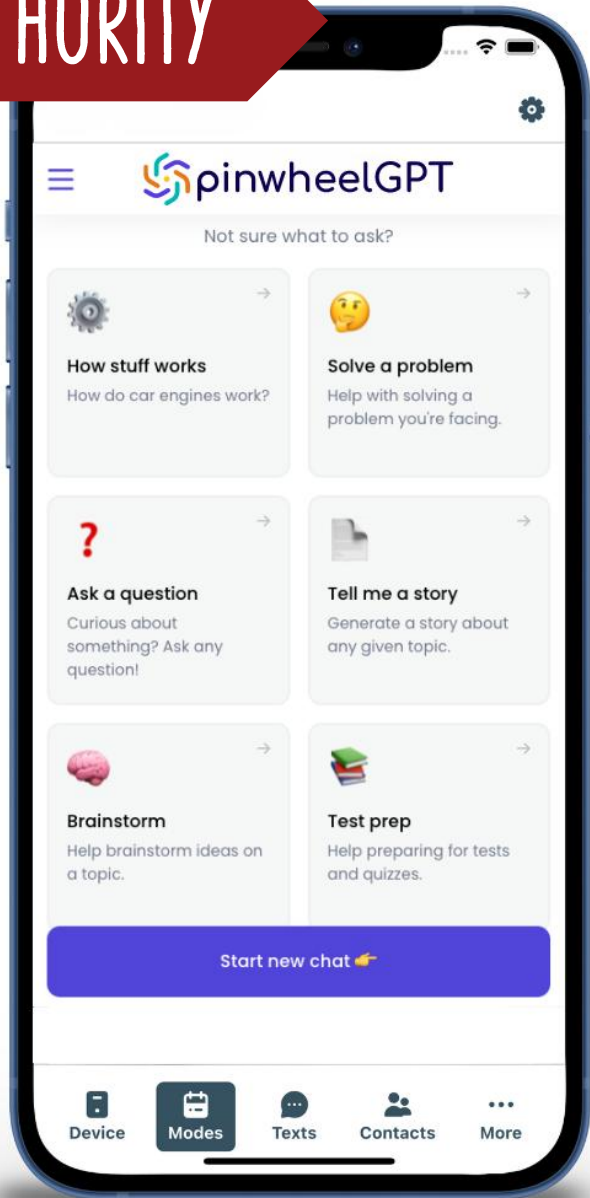 pinwheelGPT
Not sure what to ask?
How stuff works
How do car engines work?
Solve a problem
Help with solving a
problem you're facing.
Ask a question
Curious about
something? Ask any
question!
Tell me a story
Generate a story about
any given topic.
Brainstorm
Help brainstorm ideas on
a topic.
Test prep
Help preparing for tests
and quizzes.
Start new chat 👉
Device
Modes
Texts
Contacts
More